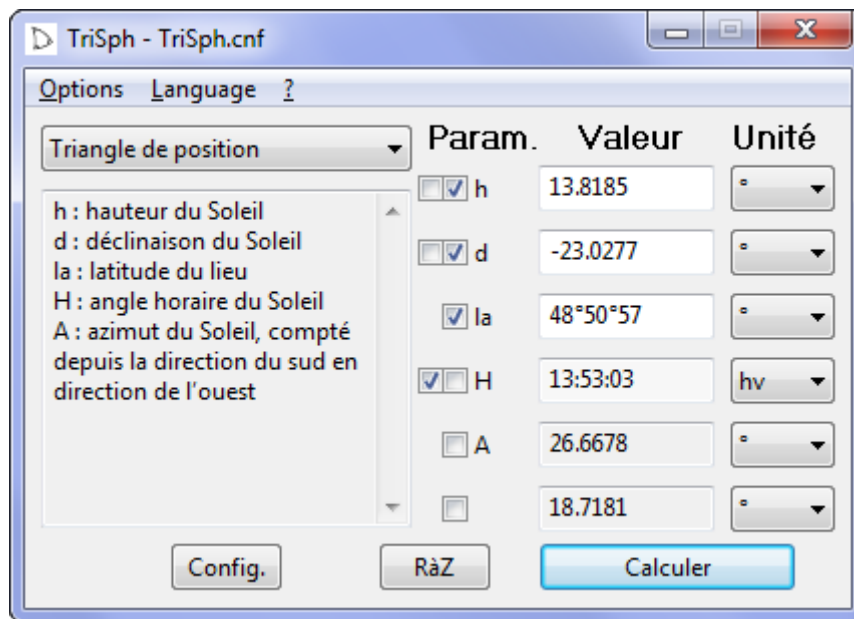 TriSph - TriSph.cnf
Options Language ?
Triangle de position
Param. Valeur Unité
h : hauteur du Soleil
d : déclinaison du Soleil
la : latitude du lieu
H : angle horaire du Soleil
A : azimut du Soleil, compté
depuis la direction du sud en
direction de l'ouest
h 13.8185 °
d -23.0277 °
la 48°50°57 °
H 13:53:03 hv
A 26.6678 °
18.7181 °
Config. RàZ Calculer